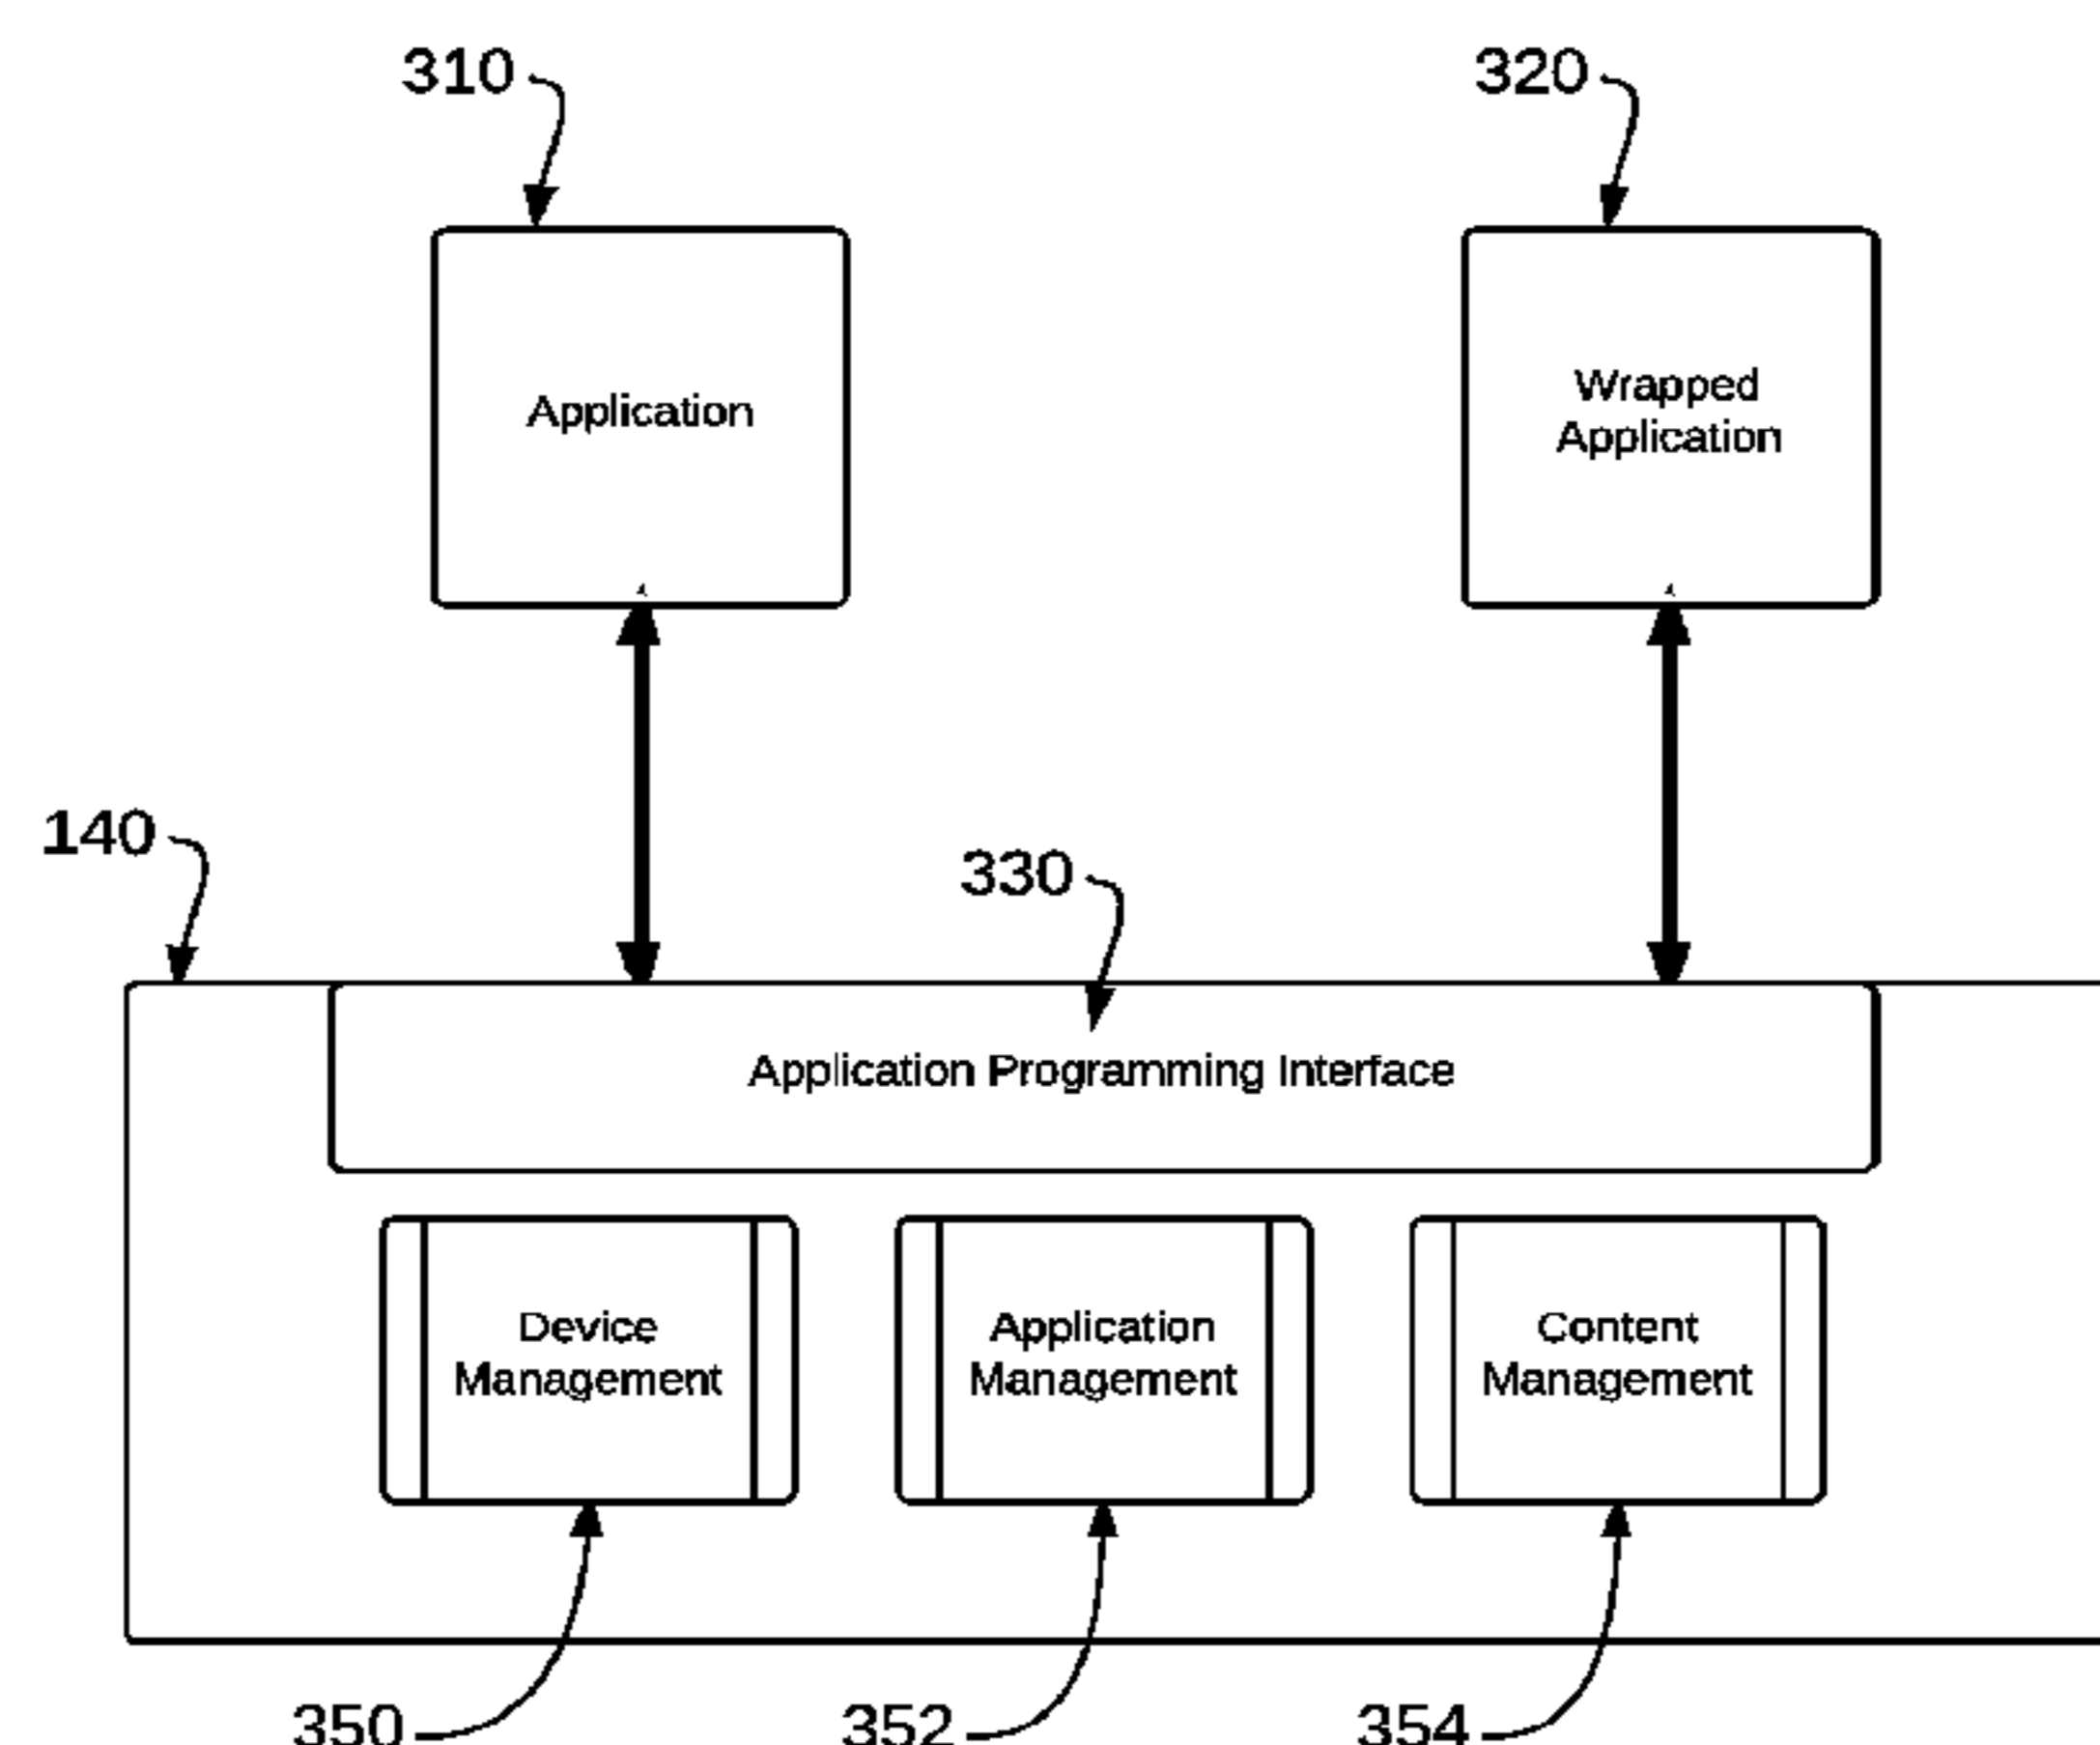 310
320
Application
Wrapped
Application
140
330
Application Programming Interface
Device
Management
Application
Management
Content
Management
350
352
354